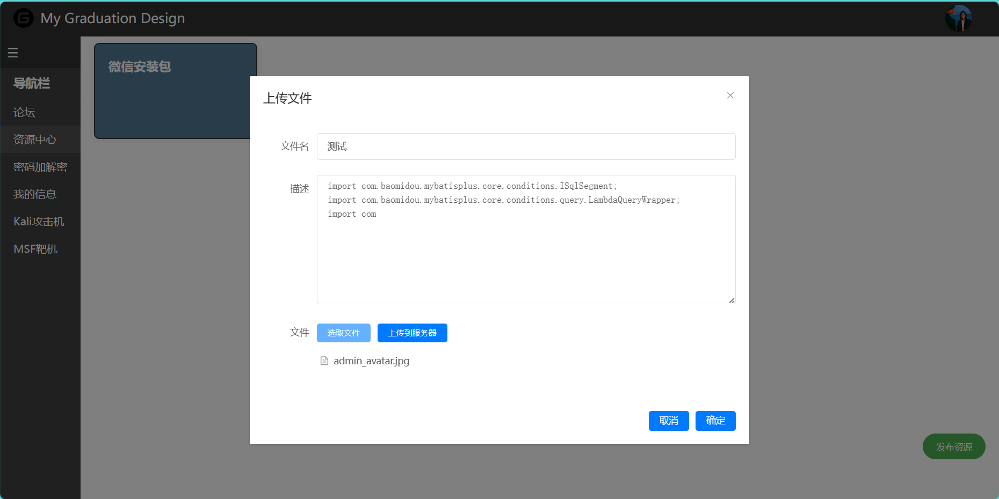 My Graduation Design
导航栏
论坛
资源中心
密码加解密
我的信息
Kali攻击机
MSF靶机
微信安装包
上传文件
文件名
测试
描述
import com.baomidou.mybatisplus.core.conditions.ISqlSegment;
import com.baomidou.mybatisplus.core.conditions.query.LambdaQueryWrapper;
import com
文件
选取文件
上传到服务器
admin_avatar.jpg
取消
确定
发布资源